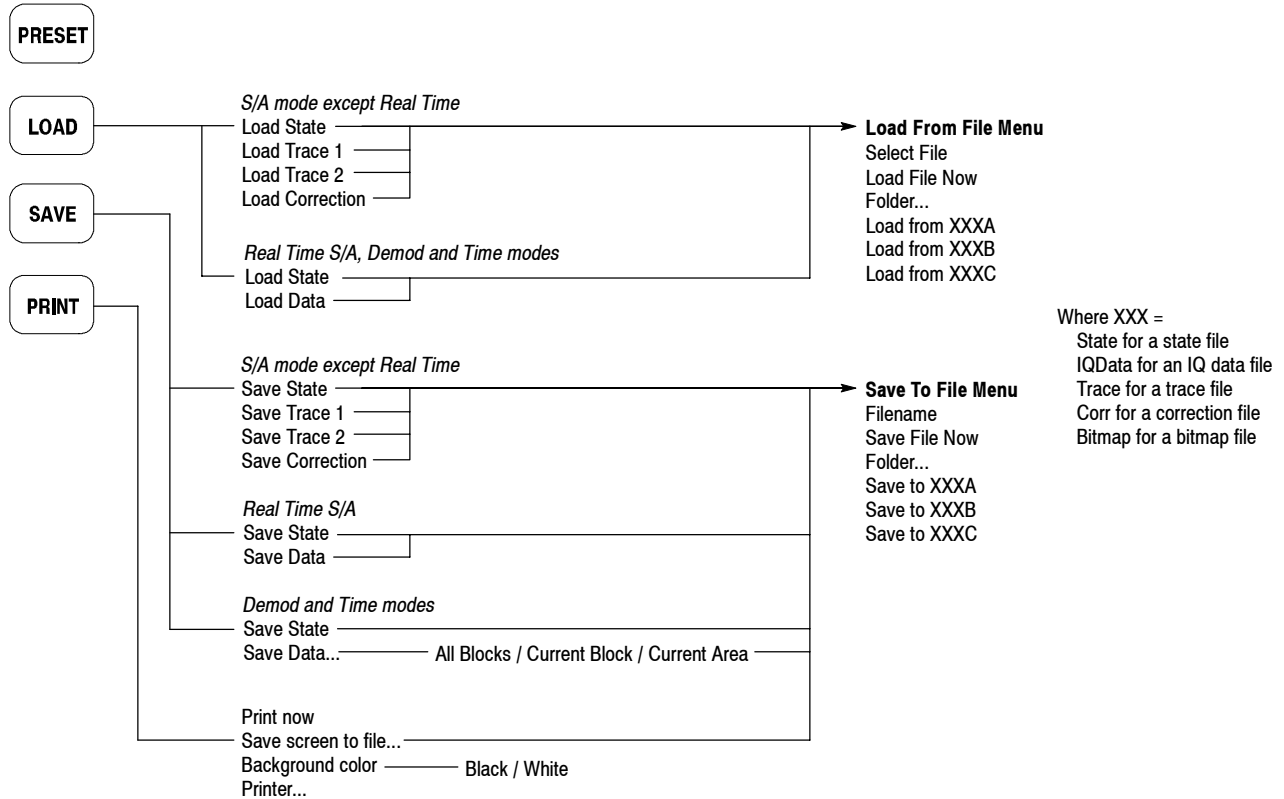 PRESET
LOAD
S/A mode except Real Time
Load State
Load Trace 1
Load Trace 2
Load Correction
Load From File Menu
Select File
Load File Now
Folder...
Load from XXXA
Load from XXXB
Load from XXXC
SAVE
Real Time S/A, Demod and Time modes
Load State
Load Data
PRINT
Where XXX =
State for a state file
IQData for an IQ data file
Trace for a trace file
Corr for a correction file
Bitmap for a bitmap file
S/A mode except Real Time
Save State
Save Trace 1
Save Trace 2
Save Correction
Save To File Menu
Filename
Save File Now
Folder...
Save to XXXA
Save to XXXB
Save to XXXC
Real Time S/A
Save State
Save Data
Demod and Time modes
Save State
Save Data... All Blocks / Current Block / Current Area
Print now
Save screen to file...
Background color Black / White
Printer...